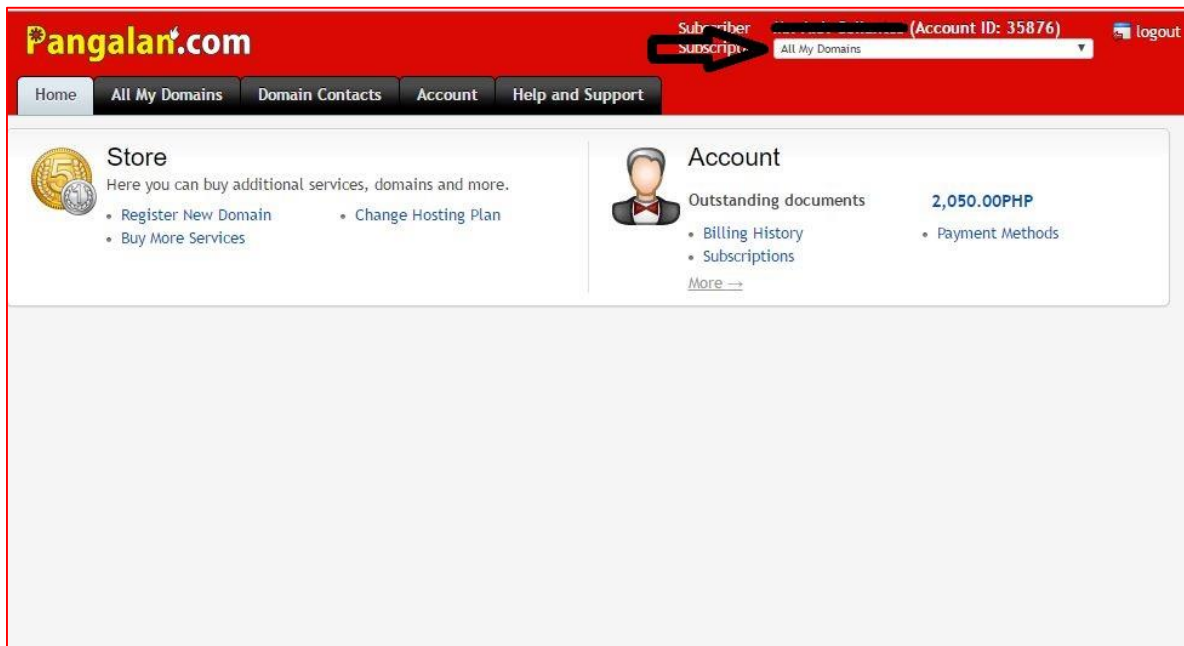 Pangalan.com
Subscriber (Account ID: 35876)
logout
All My Domains
Home All My Domains Domain Contacts Account Help and Support
Store
Here you can buy additional services, domains and more.
• Register New Domain • Change Hosting Plan
• Buy More Services
Account
Outstanding documents 2,050.00PHP
• Billing History • Payment Methods
• Subscriptions
More →